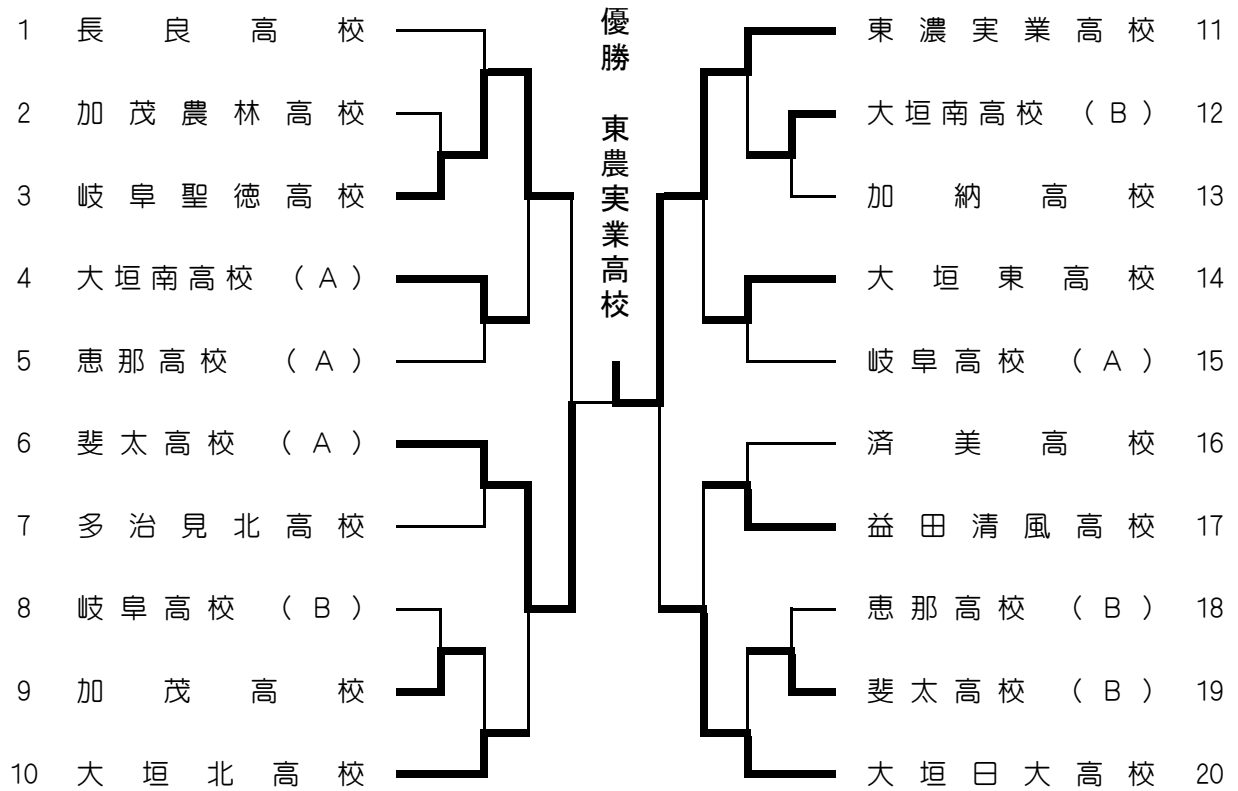 優勝 東農実業高校
1 長良高校
2 加茂農林高校
3 岐阜聖徳高校
4 大垣南高校 (A)
5 恵那高校 (A)
6 斐太高校 (A)
7 多治見北高校
8 岐阜高校 (B)
9 加茂高校
10 大垣北高校
東濃実業高校 11
大垣南高校 (B) 12
加納高校 13
大垣東高校 14
岐阜高校 (A) 15
済美高校 16
益田清風高校 17
恵那高校 (B) 18
斐太高校 (B) 19
大垣日大高校 20